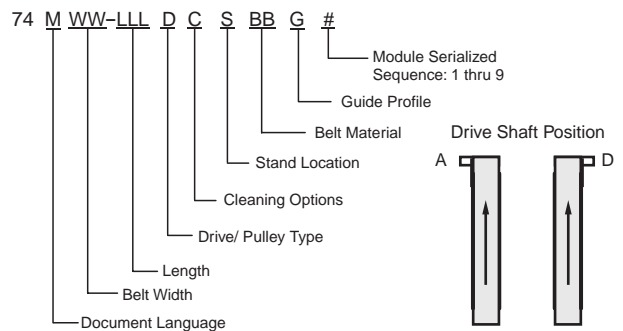 74 M WW–LLL D C S BB G #
Module Serialized
Sequence: 1 thru 9
Guide Profile
Belt Material
Stand Location
Cleaning Options
Drive/ Pulley Type
Length
Belt Width
Document Language
Drive Shaft Position
A D